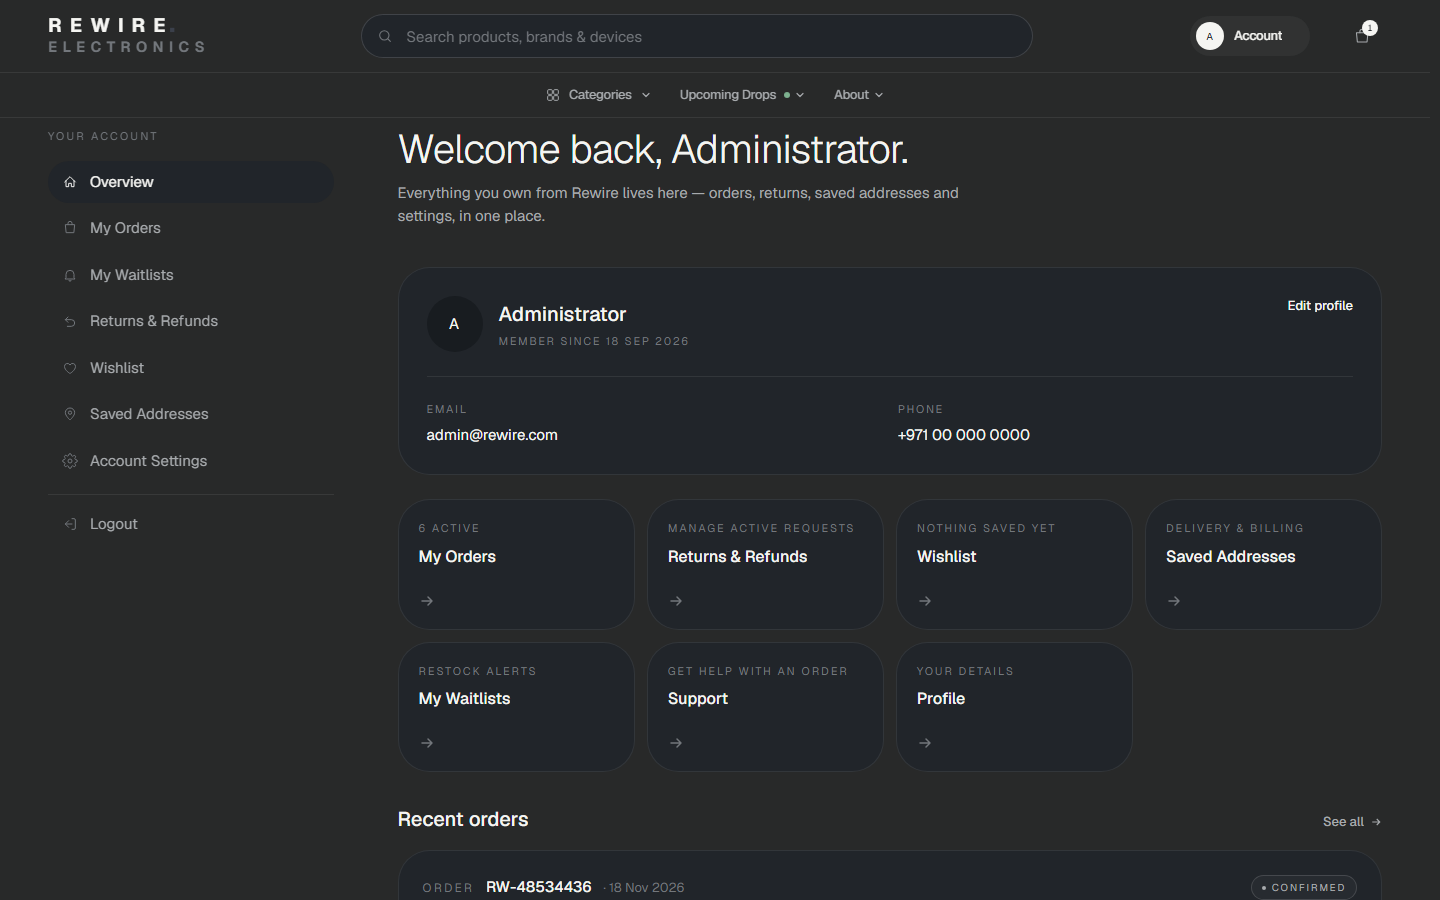 REWIRE.
ELECTRONICS
Search products, brands & devices
A
Account
1
Categories
Upcoming Drops
About
YOUR ACCOUNT
Overview
My Orders
My Waitlists
Returns & Refunds
Wishlist
Saved Addresses
Account Settings
Logout
Welcome back, Administrator.
Everything you own from Rewire lives here — orders, returns, saved addresses and
settings, in one place.
A
Administrator
MEMBER SINCE 18 SEP 2026
Edit profile
EMAIL
admin@rewire.com
PHONE
+971 00 000 0000
6 ACTIVE
My Orders
→
MANAGE ACTIVE REQUESTS
Returns & Refunds
→
NOTHING SAVED YET
Wishlist
→
DELIVERY & BILLING
Saved Addresses
→
RESTOCK ALERTS
My Waitlists
→
GET HELP WITH AN ORDER
Support
→
YOUR DETAILS
Profile
→
Recent orders
See all →
ORDER RW-48534436 · 18 Nov 2026
• CONFIRMED